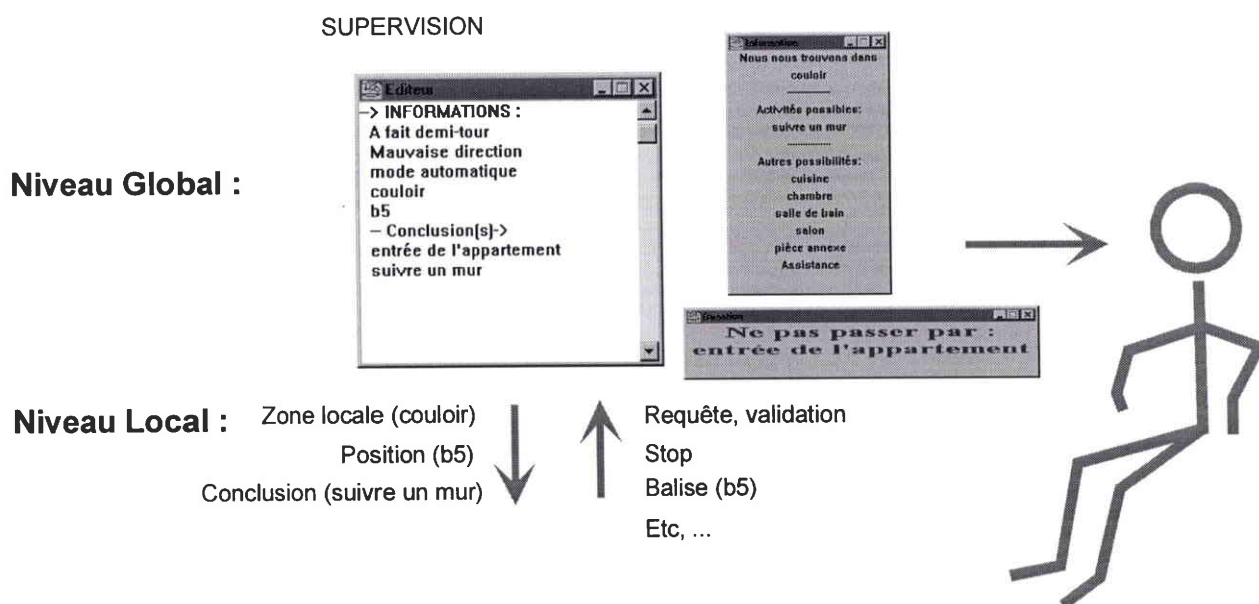 SUPERVISION
Niveau Global :
Editeur
-> INFORMATIONS :
A fait demi-tour
Mauvaise direction
mode automatique
couloir
b5
– Conclusion(s)->
entrée de l'appartement
suivre un mur
Information
Nous nous trouvons dans
couloir
Activités possibles:
suivre un mur
Autres possibilités:
cuisine
chambre
salle de bain
salon
pièce annexe
Assistance
Ne pas passer par :
entrée de l'appartement
Niveau Local :
Zone locale (couloir)
Position (b5)
Conclusion (suivre un mur)
Requête, validation
Stop
Balise (b5)
Etc, ...